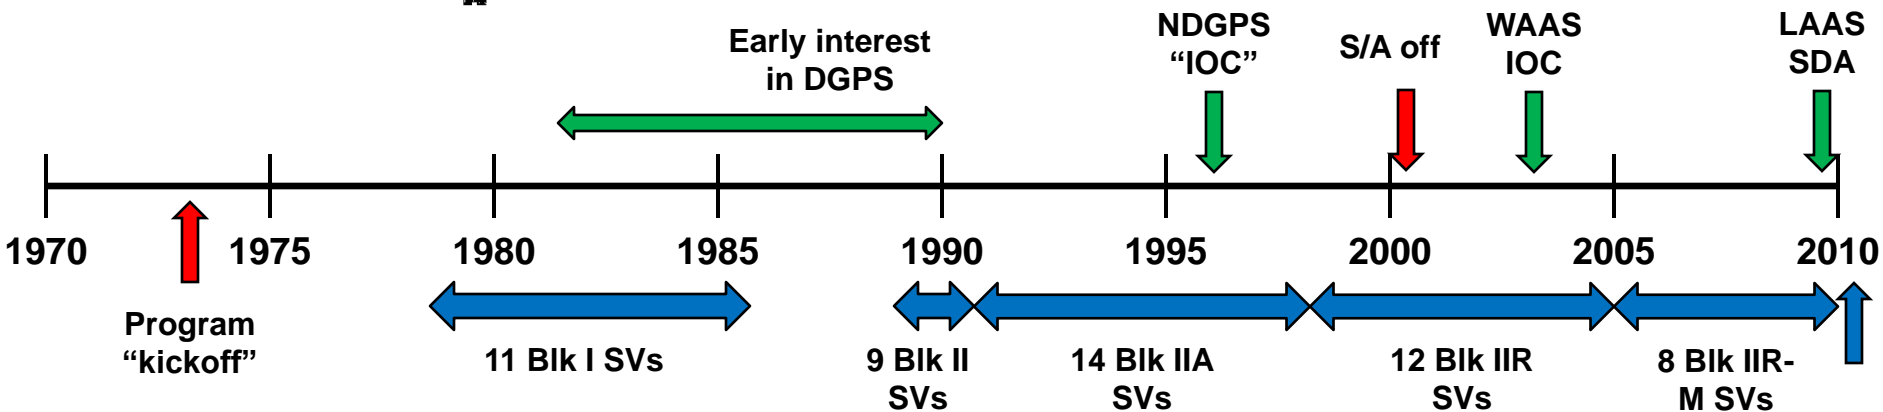 Early interest
in DGPS
NDGPS
“IOC”
S/A off
WAAS
IOC
LAAS
SDA
1970
1975
1980
1985
1990
1995
2000
2005
2010
Program
“kickoff”
11 Blk I SVs
9 Blk II
SVs
14 Blk IIA
SVs
12 Blk IIR
SVs
8 Blk IIR-
M SVs